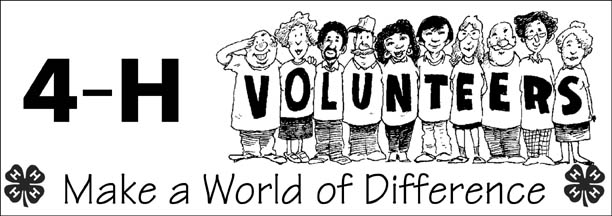 4-H VOLUNTEERS
H H H H Make a World of Difference H H H H